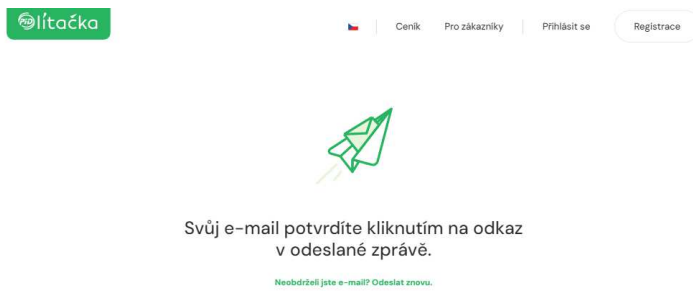 PID lítačka
Ceník
Pro zákazníky
Přihlásit se
Registrace
Svůj e-mail potvrdíte kliknutím na odkaz
v odeslané zprávě.
Neobdrželi jste e-mail? Odeslat znovu.